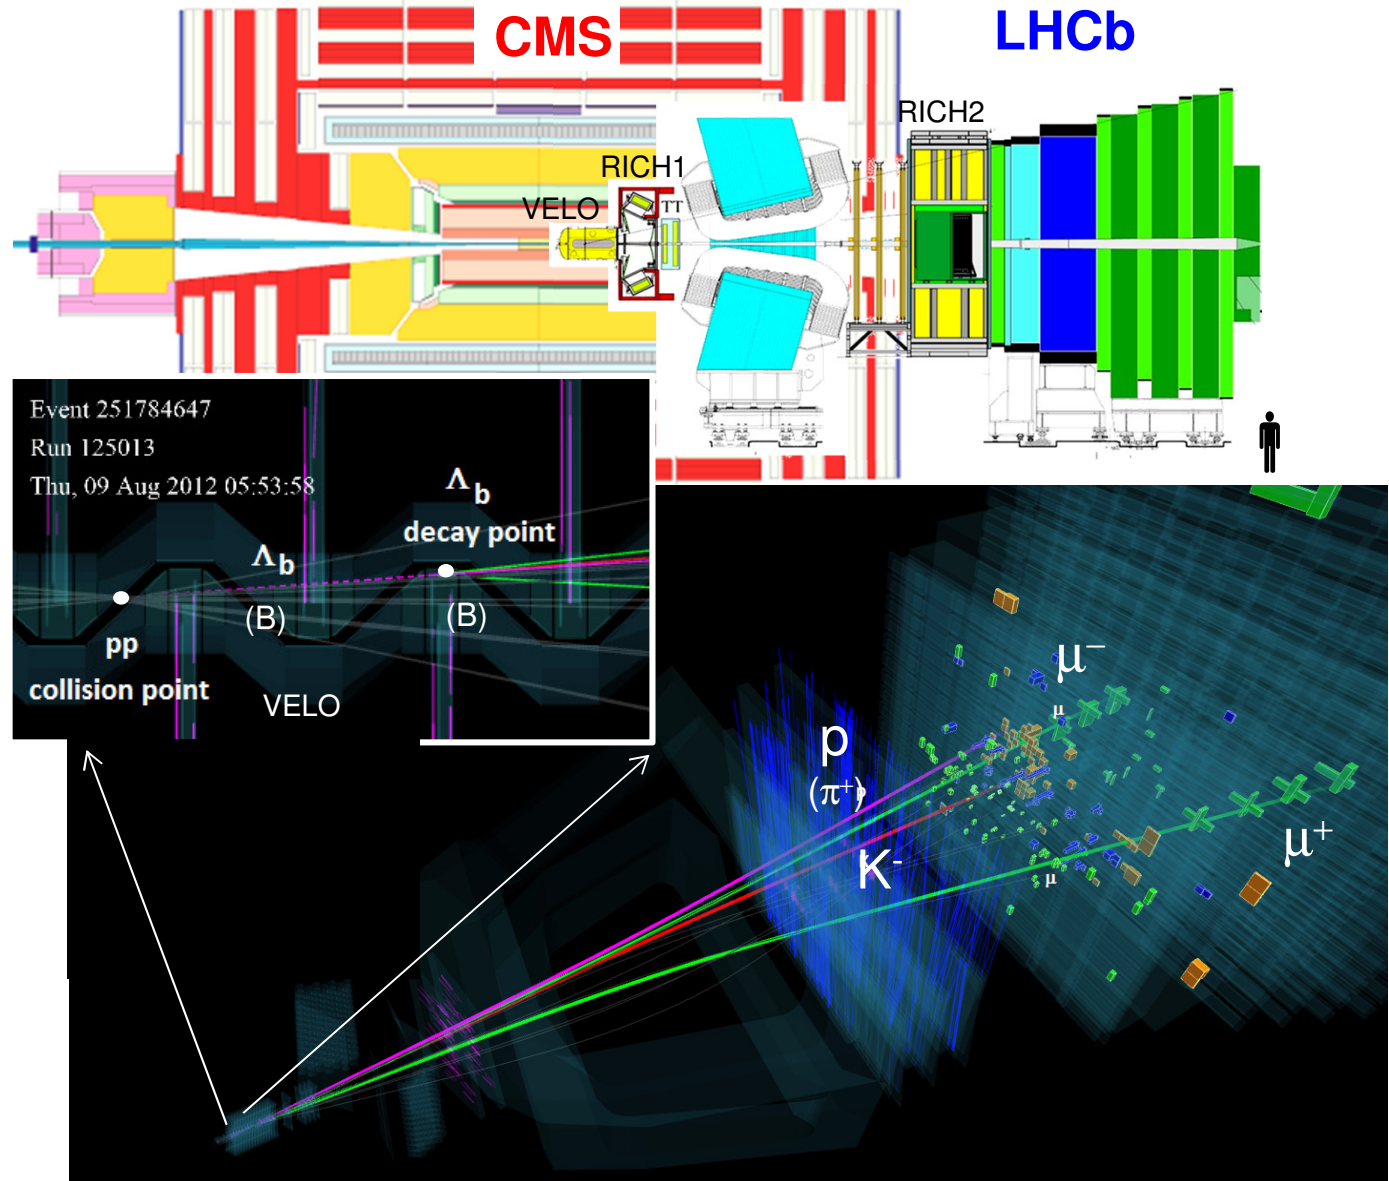 CMS
LHCb
RICH2
RICH1
VELO
TT
Event 251784647
Run 125013
Thu, 09 Aug 2012 05:53:58
Λb
decay point
Λb
(B)
(B)
pp
collision point
VELO
μ−
μ
p
(π+)
p
K-
μ+
μ